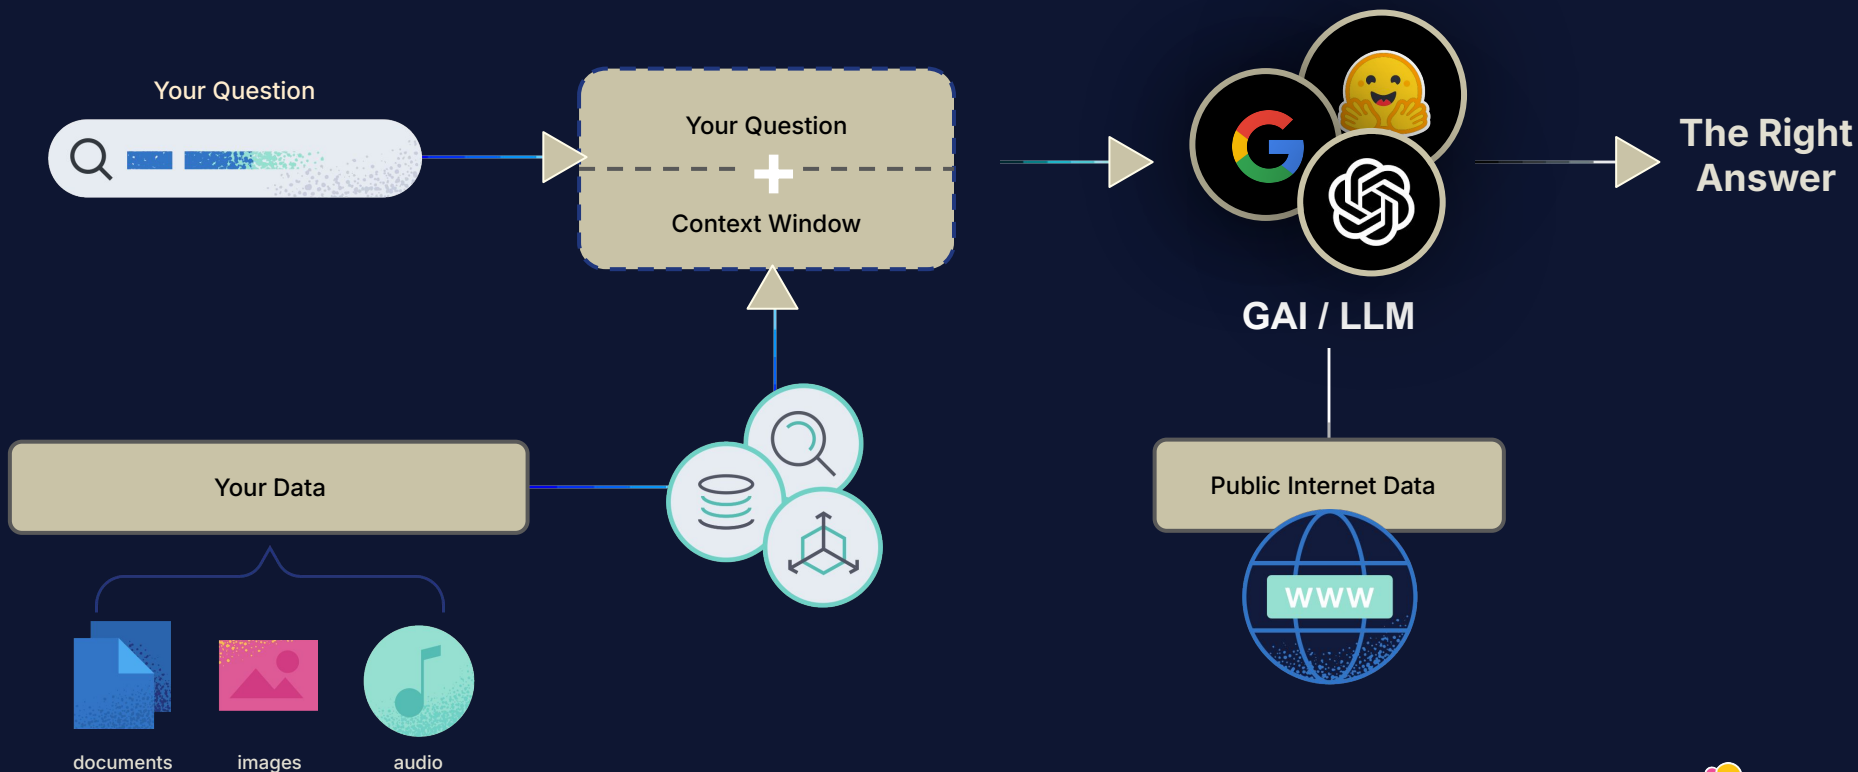 Your Question
Your Question
Context Window
The Right
Answer
GAI / LLM
Your Data
Public Internet Data
WWW
documents
images
audio